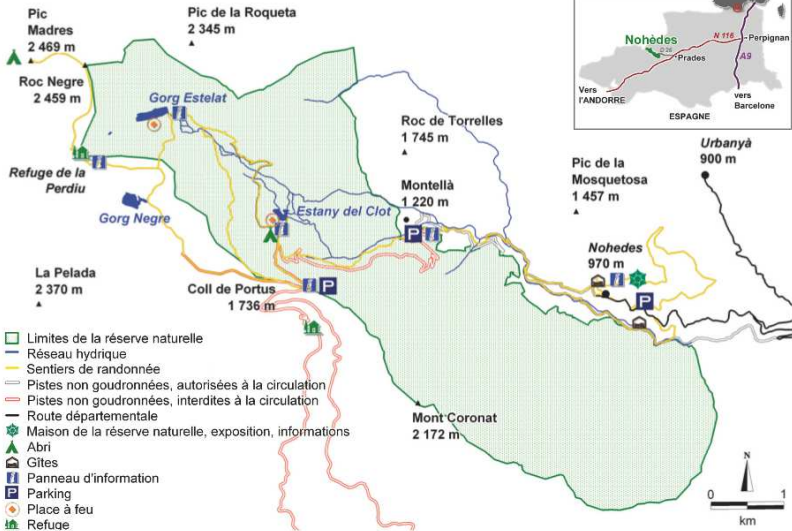 Pic
Madres
2 469 m
Pic de la Roqueta
2 345 m
Roc Negre
2 459 m
Gorg Estelat
Refuge de la
Perdiu
Gorg Negre
Roc de Torrelles
1 745 m
Montellà
1 220 m
Estany del Clot
La Pelada
2 370 m
Coll de Portus
1 736 m
Mont Coronat
2 172 m
Pic de la
Mosquetosa
1 457 m
Urbanyà
900 m
Nohedes
970 m
Nohèdes
N 116
D 26
Prades
Perpignan
A9
Vers
l'ANDORRE
vers
Barcelone
ESPAGNE
Limites de la réserve naturelle
Réseau hydrique
Sentiers de randonnée
Pistes non goudronnées, autorisées à la circulation
Pistes non goudronnées, interdites à la circulation
Route départementale
Maison de la réserve naturelle, exposition, informations
Abri
Gîtes
i Panneau d'information
P Parking
Place à feu
Refuge
N
0 1
km